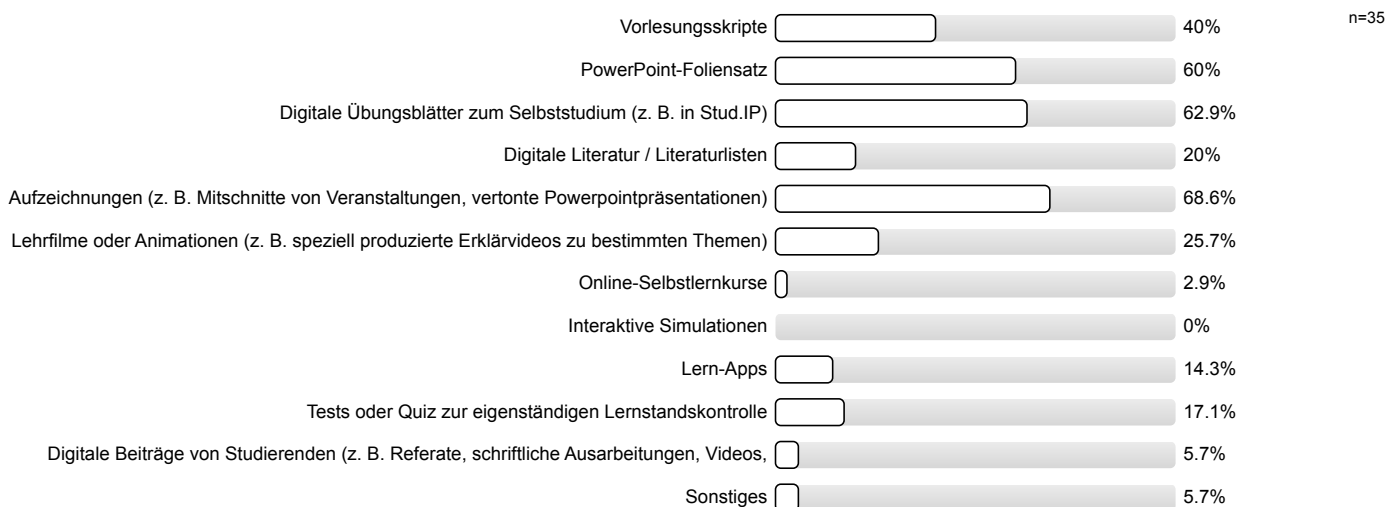 Vorlesungsskripte 40% n=35
PowerPoint-Foliensatz 60%
Digitale Übungsblätter zum Selbststudium (z. B. in Stud.IP) 62.9%
Digitale Literatur / Literaturlisten 20%
Aufzeichnungen (z. B. Mitschnitte von Veranstaltungen, vertonte Powerpointpräsentationen) 68.6%
Lehrfilme oder Animationen (z. B. speziell produzierte Erklärvideos zu bestimmten Themen) 25.7%
Online-Selbstlernkurse 2.9%
Interaktive Simulationen 0%
Lern-Apps 14.3%
Tests oder Quiz zur eigenständigen Lernstandskontrolle 17.1%
Digitale Beiträge von Studierenden (z. B. Referate, schriftliche Ausarbeitungen, Videos, 5.7%
Sonstiges 5.7%